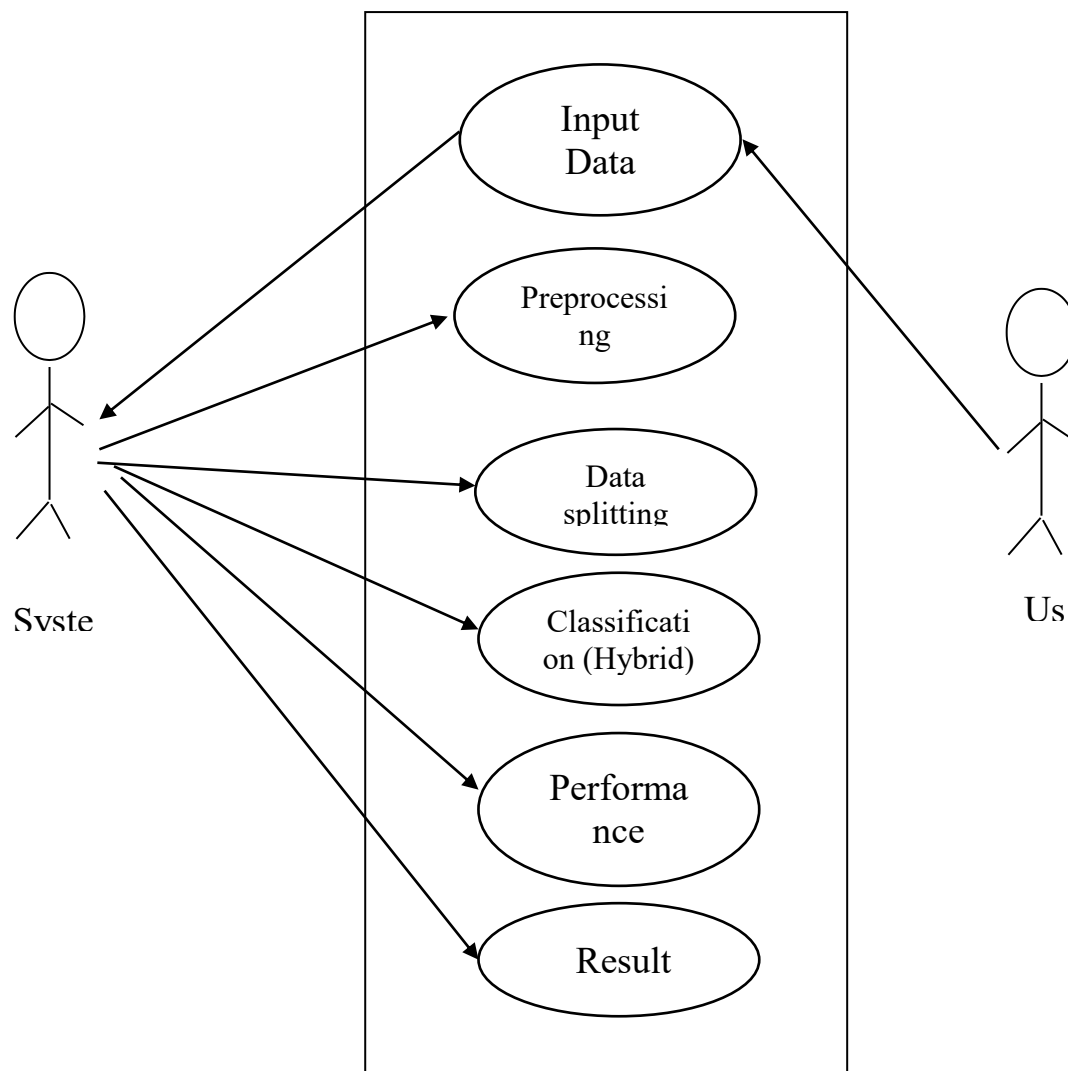 Input
Data
Preprocessi
ng
Data
splitting
Classificati
on (Hybrid)
Syste
Us
Performa
nce
Result